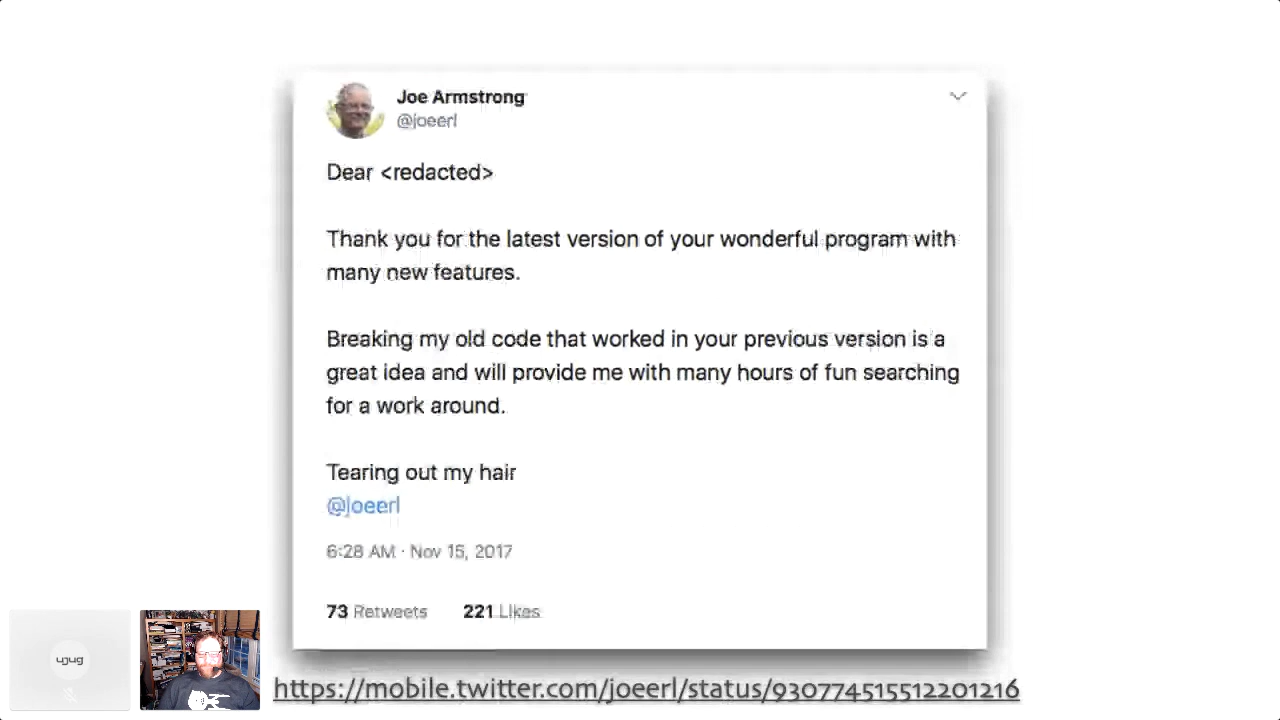 Joe Armstrong
@joeerl
Dear <redacted>
Thank you for the latest version of your wonderful program with
many new features.
Breaking my old code that worked in your previous version is a
great idea and will provide me with many hours of fun searching
for a work around.
Tearing out my hair
@joeerl
6:28 AM · Nov 15, 2017
73 Retweets 221 Likes
ujug
https://mobile.twitter.com/joeerl/status/930774515512201216